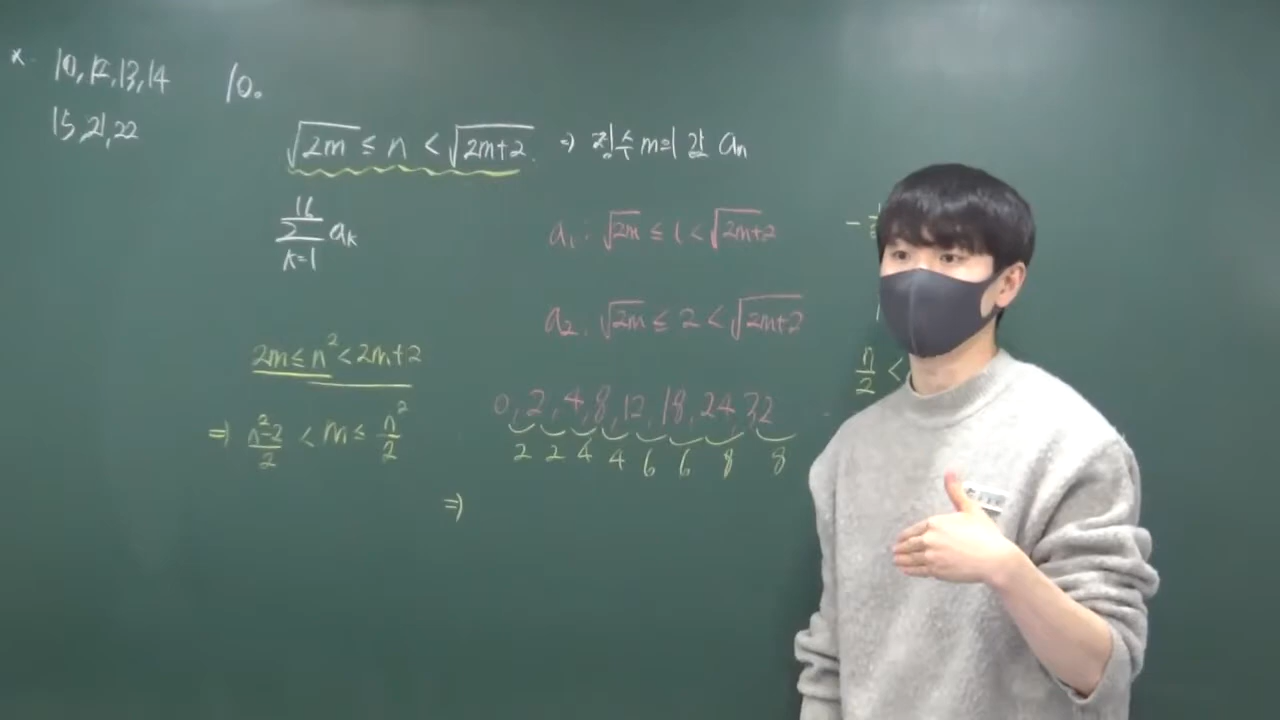 * 10, 12, 13, 14
15, 21, 22
10.
√2m ≤ n < √2m+2. ⇒ 정수 m의 값 aₙ
16
Σ aₖ
k=1
a₁ : √2m ≤ 1 < √2m+2
a₂. √2m ≤ 2 < √2m+2
2m ≤ n² < 2m+2
⇒ n²-2/2 < m ≤ n²/2
0, 2, 4, 8, 12, 18, 24, 32
2 2 4 4 6 6 8 8
⇒
n/2 <